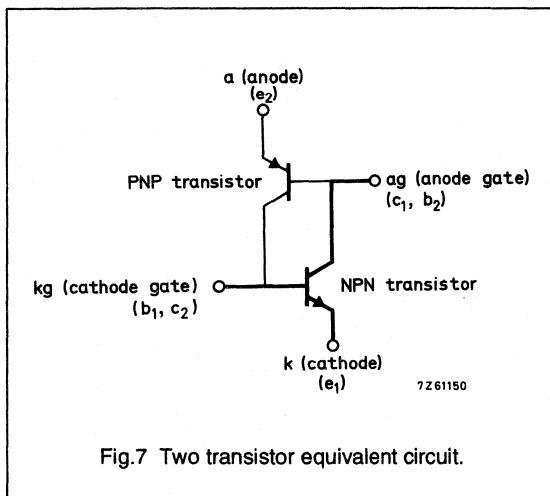 a (anode)
(e₂)
PNP transistor
ag (anode gate)
(c₁, b₂)
kg (cathode gate)
(b₁, c₂)
NPN transistor
k (cathode)
(e₁)
7Z61150
Fig.7 Two transistor equivalent circuit.